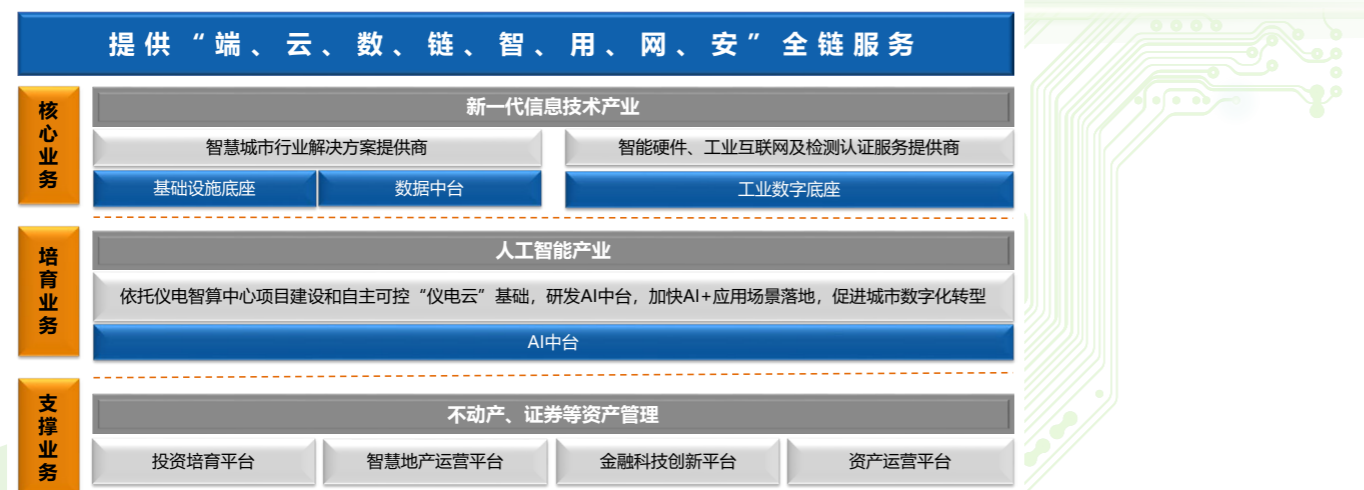 提供“端、云、数、链、智、用、网、安”全链服务
核心业务
新一代信息技术产业
智慧城市行业解决方案提供商
智能硬件、工业互联网及检测认证服务提供商
基础设施底座
数据中台
工业数字底座
培育业务
人工智能产业
依托仪电智算中心项目建设和自主可控“仪电云”基础，研发AI中台，加快AI+应用场景落地，促进城市数字化转型
AI中台
支撑业务
不动产、证券等资产管理
投资培育平台
智慧地产运营平台
金融科技创新平台
资产运营平台